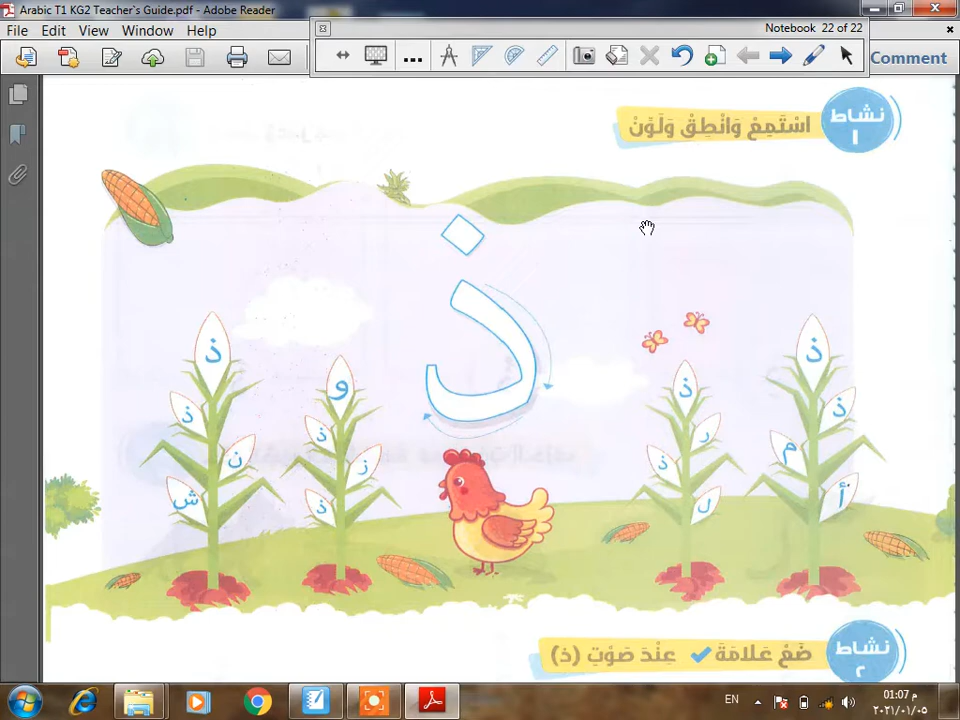 Arabic T1 KG2 Teacher`s Guide.pdf - Adobe Reader
File Edit View Window Help
Notebook 22 of 22
Comment
نشاط ١
اسْتَمِعْ وَانْطِقْ وَلَوِّنْ
ذ
ذ ذ ن ش
و ذ ز ذ
ذ ر ذ ل
ذ ذ م أ
نشاط ٢
ضَعْ عَلامَةَ ✔ عِنْدَ صَوْتِ (ذ)
EN
01:07 م
٢٠٢١/٠١/٠٥